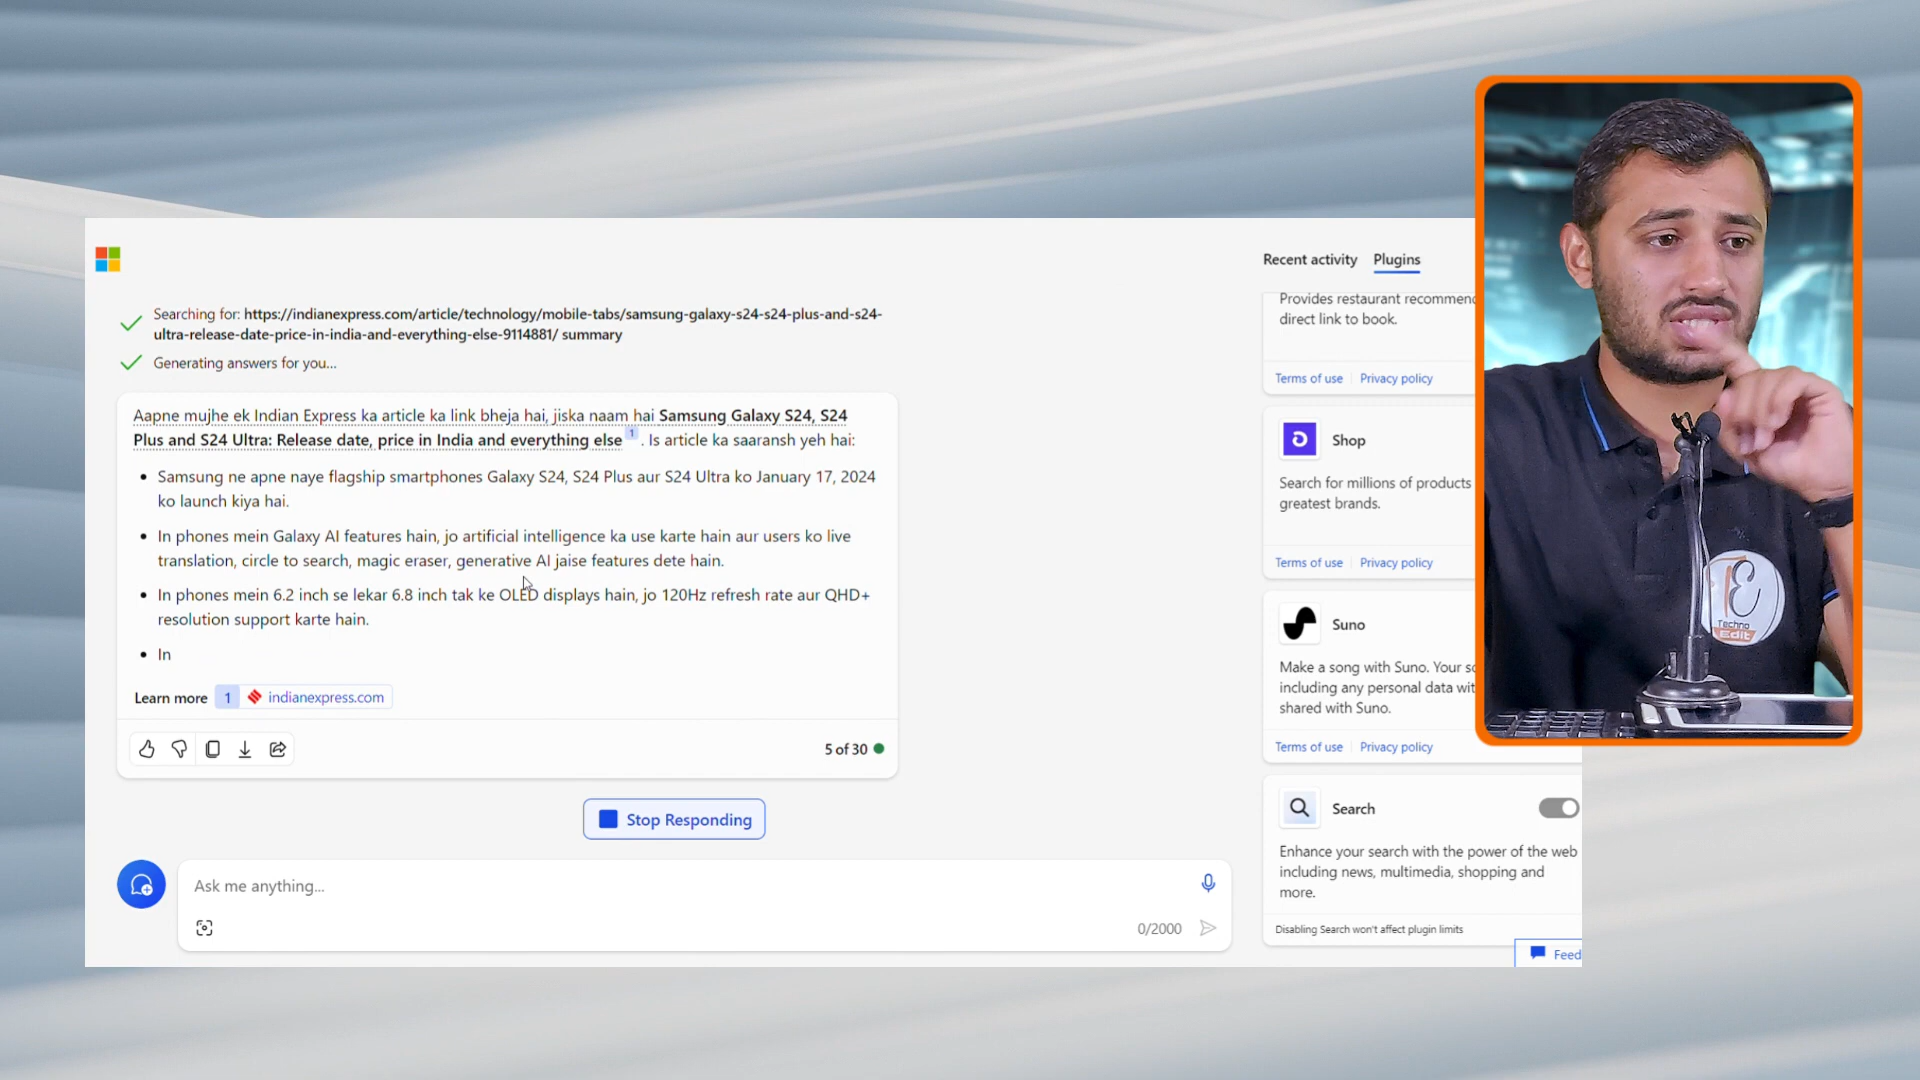 Recent activity Plugins
Searching for: https://indianexpress.com/article/technology/mobile-tabs/samsung-galaxy-s24-s24-plus-and-s24-
ultra-release-date-price-in-india-and-everything-else-9114881/ summary
Generating answers for you...
Aapne mujhe ek Indian Express ka article ka link bheja hai, jiska naam hai Samsung Galaxy S24, S24
Plus and S24 Ultra: Release date, price in India and everything else 1 . Is article ka saaransh yeh hai:
• Samsung ne apne naye flagship smartphones Galaxy S24, S24 Plus aur S24 Ultra ko January 17, 2024
ko launch kiya hai.
• In phones mein Galaxy AI features hain, jo artificial intelligence ka use karte hain aur users ko live
translation, circle to search, magic eraser, generative AI jaise features dete hain.
• In phones mein 6.2 inch se lekar 6.8 inch tak ke OLED displays hain, jo 120Hz refresh rate aur QHD+
resolution support karte hain.
• In
Learn more 1 indianexpress.com
5 of 30
Stop Responding
Ask me anything...
0/2000
Provides restaurant recommen
direct link to book.
Terms of use Privacy policy
Shop
Search for millions of products
greatest brands.
Terms of use Privacy policy
Suno
Make a song with Suno. Your s
including any personal data wit
shared with Suno.
Terms of use Privacy policy
Search
Enhance your search with the power of the web
including news, multimedia, shopping and
more.
Disabling Search won't affect plugin limits
Feed
TE
Techno
Edit